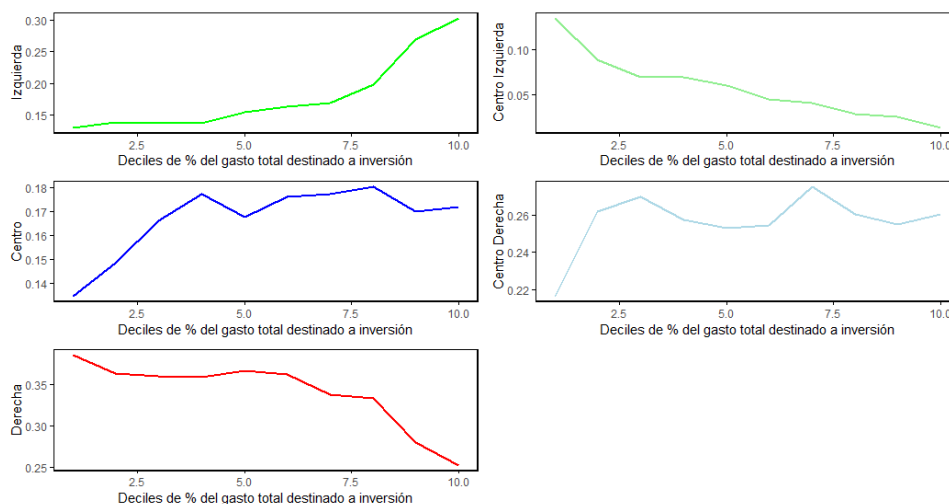 Izquierda
0.30
0.25
0.20
0.15
2.5 5.0 7.5 10.0
Deciles de % del gasto total destinado a inversión
Centro Izquierda
0.10
0.05
2.5 5.0 7.5 10.0
Deciles de % del gasto total destinado a inversión
Centro
0.18
0.17
0.16
0.15
0.14
2.5 5.0 7.5 10.0
Deciles de % del gasto total destinado a inversión
Centro Derecha
0.26
0.24
0.22
2.5 5.0 7.5 10.0
Deciles de % del gasto total destinado a inversión
Derecha
0.35
0.30
0.25
2.5 5.0 7.5 10.0
Deciles de % del gasto total destinado a inversión